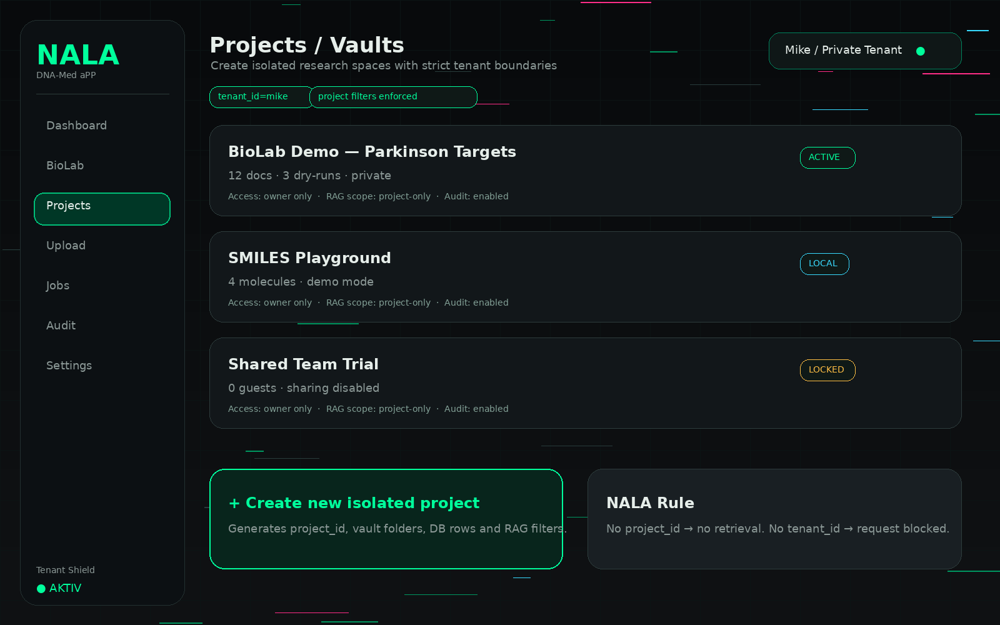 NALA
DNA-Med aPP
Dashboard
BioLab
Projects
Upload
Jobs
Audit
Settings
Tenant Shield
AKTIV
Projects / Vaults
Create isolated research spaces with strict tenant boundaries
Mike / Private Tenant
tenant_id=mike
project filters enforced
BioLab Demo — Parkinson Targets
ACTIVE
12 docs · 3 dry-runs · private
Access: owner only · RAG scope: project-only · Audit: enabled
SMILES Playground
LOCAL
4 molecules · demo mode
Access: owner only · RAG scope: project-only · Audit: enabled
Shared Team Trial
LOCKED
0 guests · sharing disabled
Access: owner only · RAG scope: project-only · Audit: enabled
+ Create new isolated project
Generates project_id, vault folders, DB rows and RAG filters.
NALA Rule
No project_id → no retrieval. No tenant_id → request blocked.